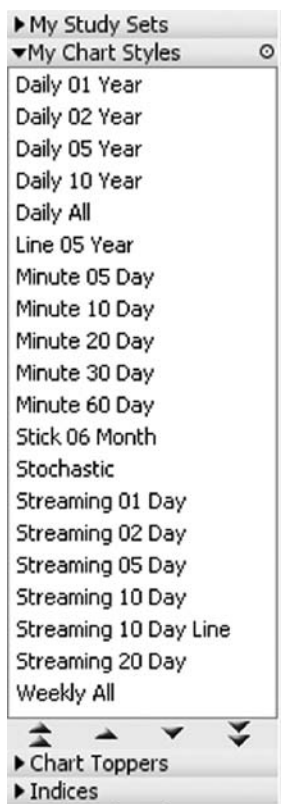 My Study Sets
My Chart Styles
Daily 01 Year
Daily 02 Year
Daily 05 Year
Daily 10 Year
Daily All
Line 05 Year
Minute 05 Day
Minute 10 Day
Minute 20 Day
Minute 30 Day
Minute 60 Day
Stick 06 Month
Stochastic
Streaming 01 Day
Streaming 02 Day
Streaming 05 Day
Streaming 10 Day
Streaming 10 Day Line
Streaming 20 Day
Weekly All
Chart Toppers
Indices